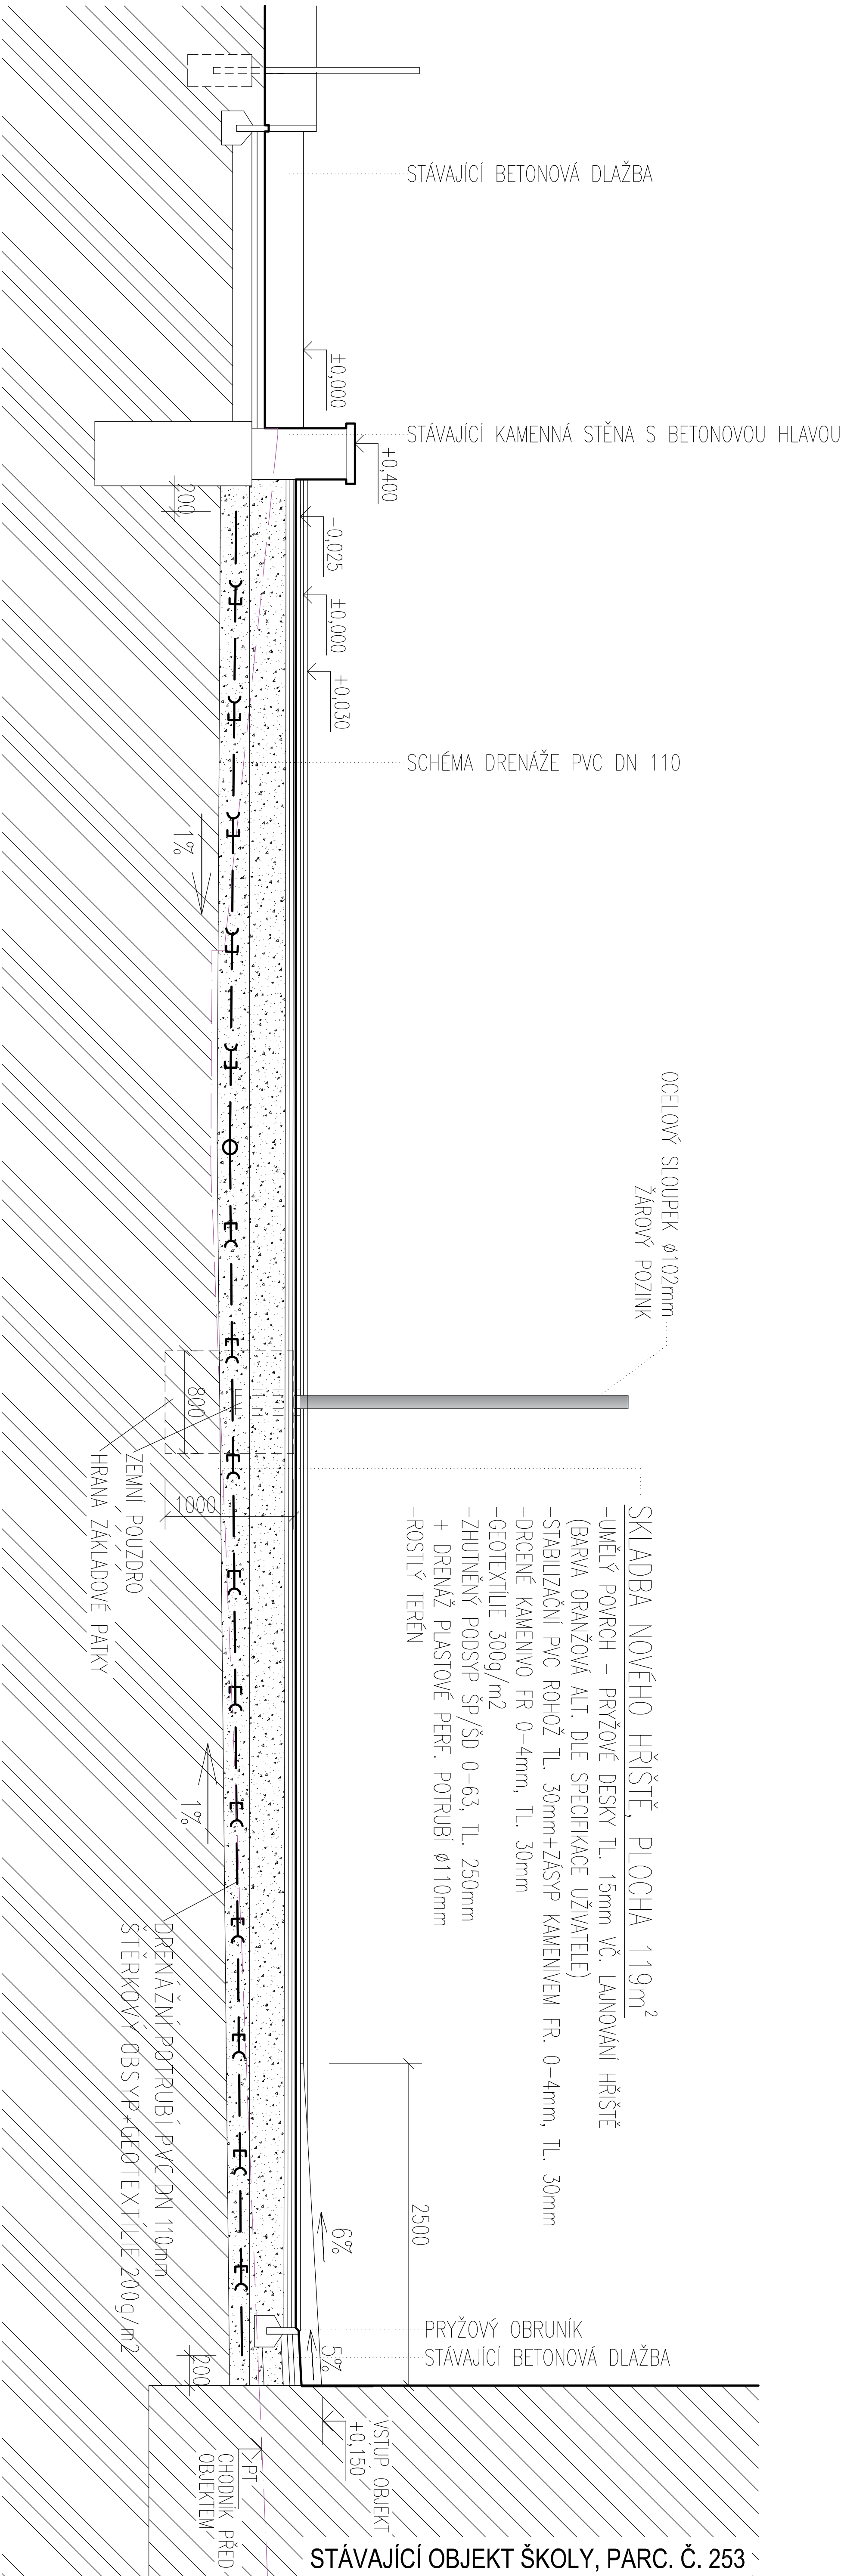 STÁVAJÍCÍ BETONOVÁ DLAŽBA
±0,000
STÁVAJÍCÍ KAMENNÁ STĚNA S BETONOVOU HLAVOU
+0,400
200
-0,025
±0,000
+0,030
SCHÉMA DRENÁŽE PVC DN 110
1%
OCELOVÝ SLOUPEK Ø102mm
ŽÁROVÝ POZINK
800
1000
ZEMNÍ POUZDRO
HRANA ZÁKLADOVÉ PATKY
SKLADBA NOVÉHO HŘIŠTĚ, PLOCHA 119m²
-UMĚLÝ POVRCH - PRYŽOVÉ DESKY TL. 15mm VČ. LAJNOVÁNÍ HŘIŠTĚ
(BARVA ORANŽOVÁ ALT. DLE SPECIFIKACE UŽIVATELE)
-STABILIZAČNÍ PVC ROHOŽ TL. 30mm+ZÁSYP KAMENIVEM FR. 0-4mm, TL. 30mm
-DRCENÉ KAMENIVO FR 0-4mm, TL. 30mm
-GEOTEXTÍLIE 300g/m2
-ZHUTNĚNÝ PODSYP ŠP/ŠD 0-63, TL. 250mm
+ DRENÁŽ PLASTOVÉ PERF. POTRUBÍ Ø110mm
-ROSTLÝ TERÉN
1%
DRENÁŽNÍ POTRUBÍ PVC DN 110mm
ŠTĚRKOVÝ OBSYP+GEOTEXTÍLIE 200g/m2
2500
6%
5%
PRYŽOVÝ OBRUNÍK
STÁVAJÍCÍ BETONOVÁ DLAŽBA
200
VSTUP OBJEKT
+0,150
PT
CHODNÍK PŘED
OBJEKTEM
STÁVAJÍCÍ OBJEKT ŠKOLY, PARC. Č. 253